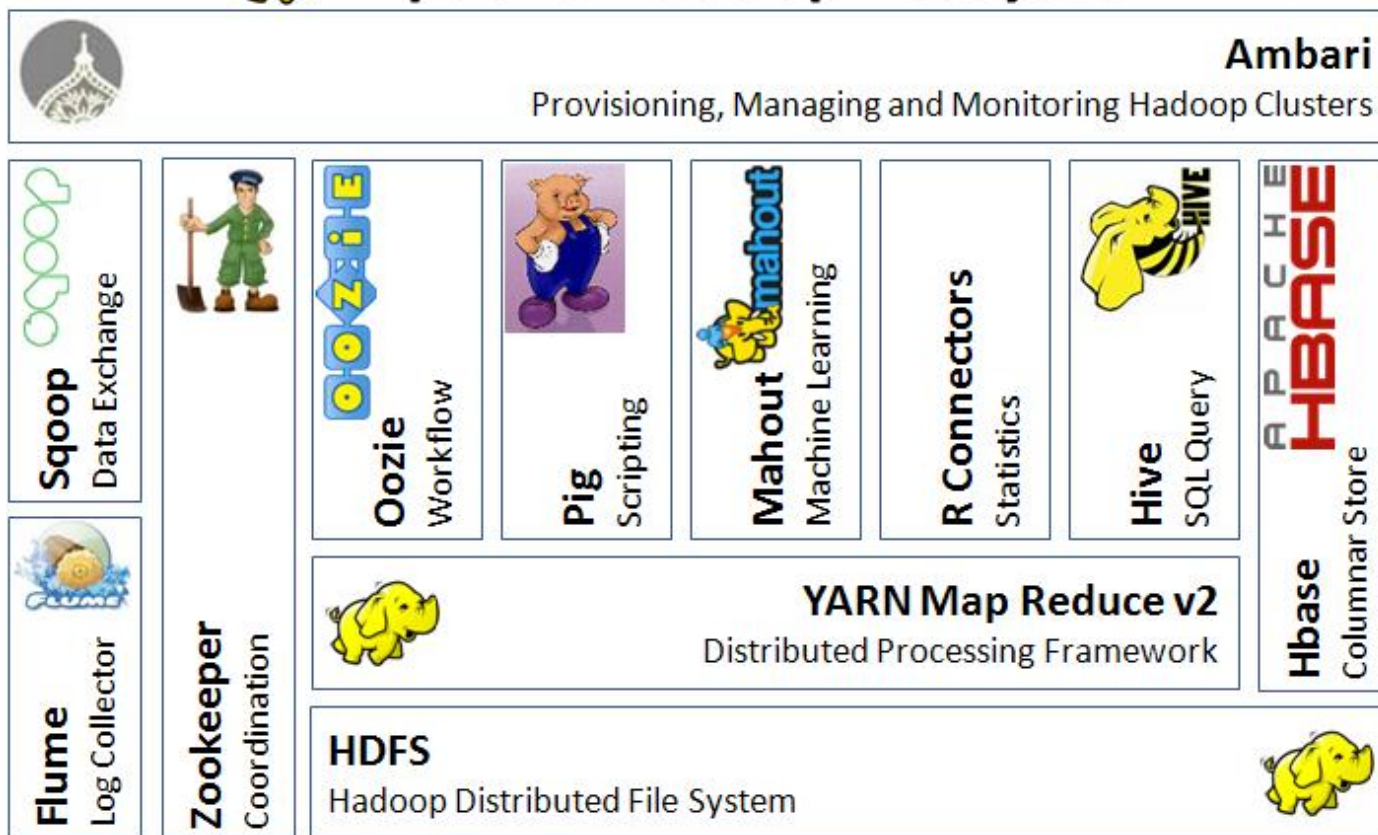 Ambari
Provisioning, Managing and Monitoring Hadoop Clusters
sqoop
Sqoop
Data Exchange
Zookeeper
Coordination
OOZIE
Oozie
Workflow
Pig
Scripting
mahout
Mahout
Machine Learning
R Connectors
Statistics
HIVE
Hive
SQL Query
APACHE
HBASE
Hbase
Columnar Store
FLUME
Flume
Log Collector
YARN Map Reduce v2
Distributed Processing Framework
HDFS
Hadoop Distributed File System